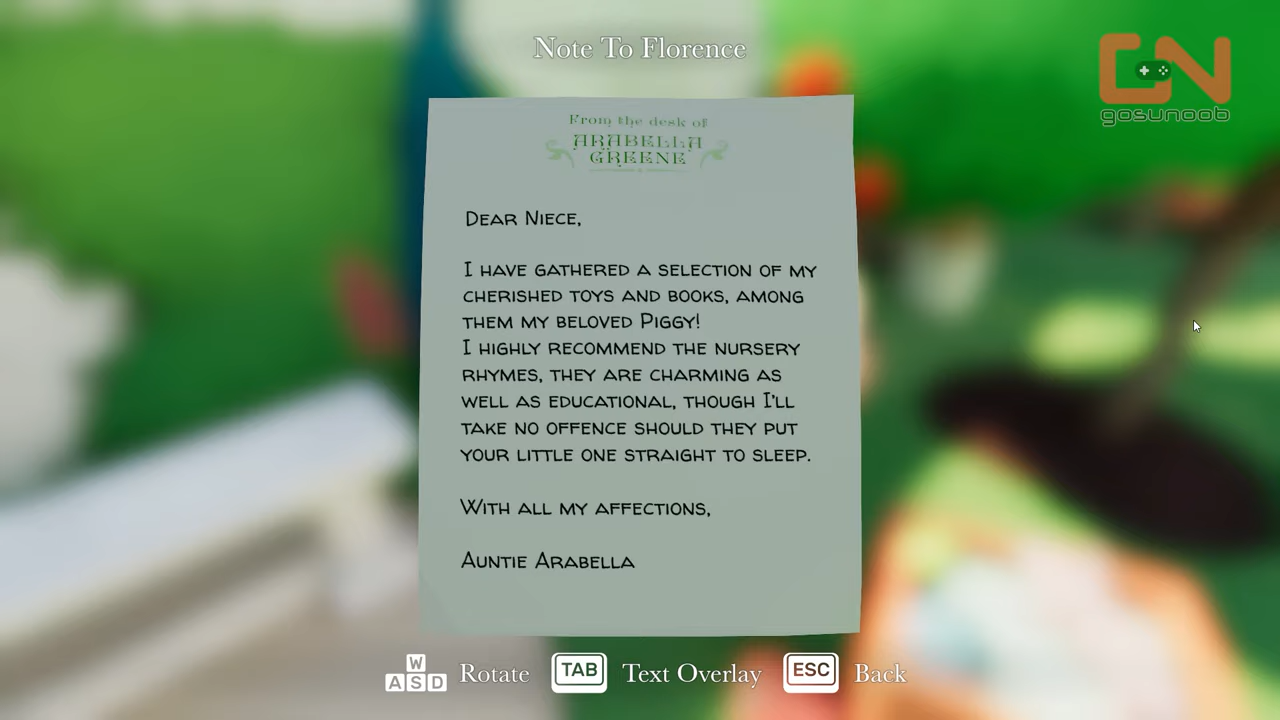 Note To Florence
GN
gosunoob
From the desk of
ARABELLA
GREENE
DEAR NIECE,
I HAVE GATHERED A SELECTION OF MY
CHERISHED TOYS AND BOOKS, AMONG
THEM MY BELOVED PIGGY!
I HIGHLY RECOMMEND THE NURSERY
RHYMES, THEY ARE CHARMING AS
WELL AS EDUCATIONAL, THOUGH I'LL
TAKE NO OFFENCE SHOULD THEY PUT
YOUR LITTLE ONE STRAIGHT TO SLEEP.
WITH ALL MY AFFECTIONS,
AUNTIE ARABELLA
W
A S D Rotate TAB Text Overlay ESC Back